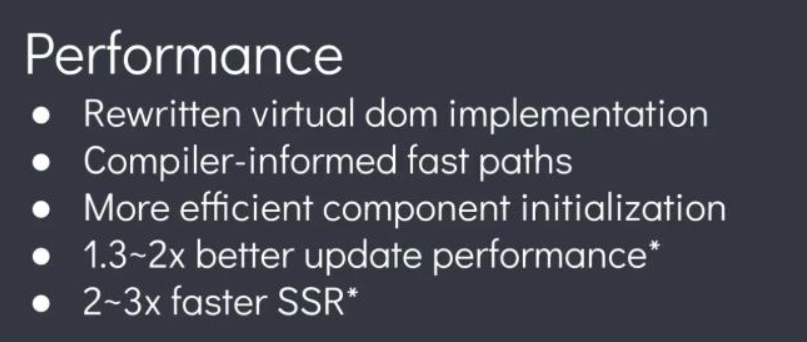 Performance
● Rewritten virtual dom implementation
● Compiler-informed fast paths
● More efficient component initialization
● 1.3~2x better update performance*
● 2~3x faster SSR*